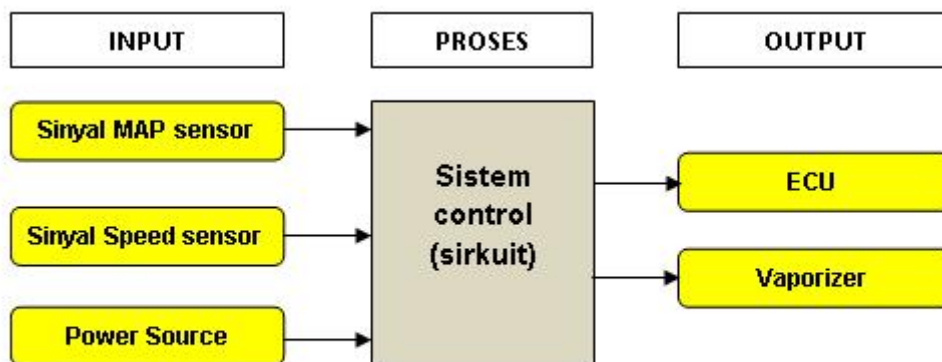 INPUT
PROSES
OUTPUT
Sinyal MAP sensor
Sinyal Speed sensor
Power Source
Sistem
control
(sirkuit)
ECU
Vaporizer